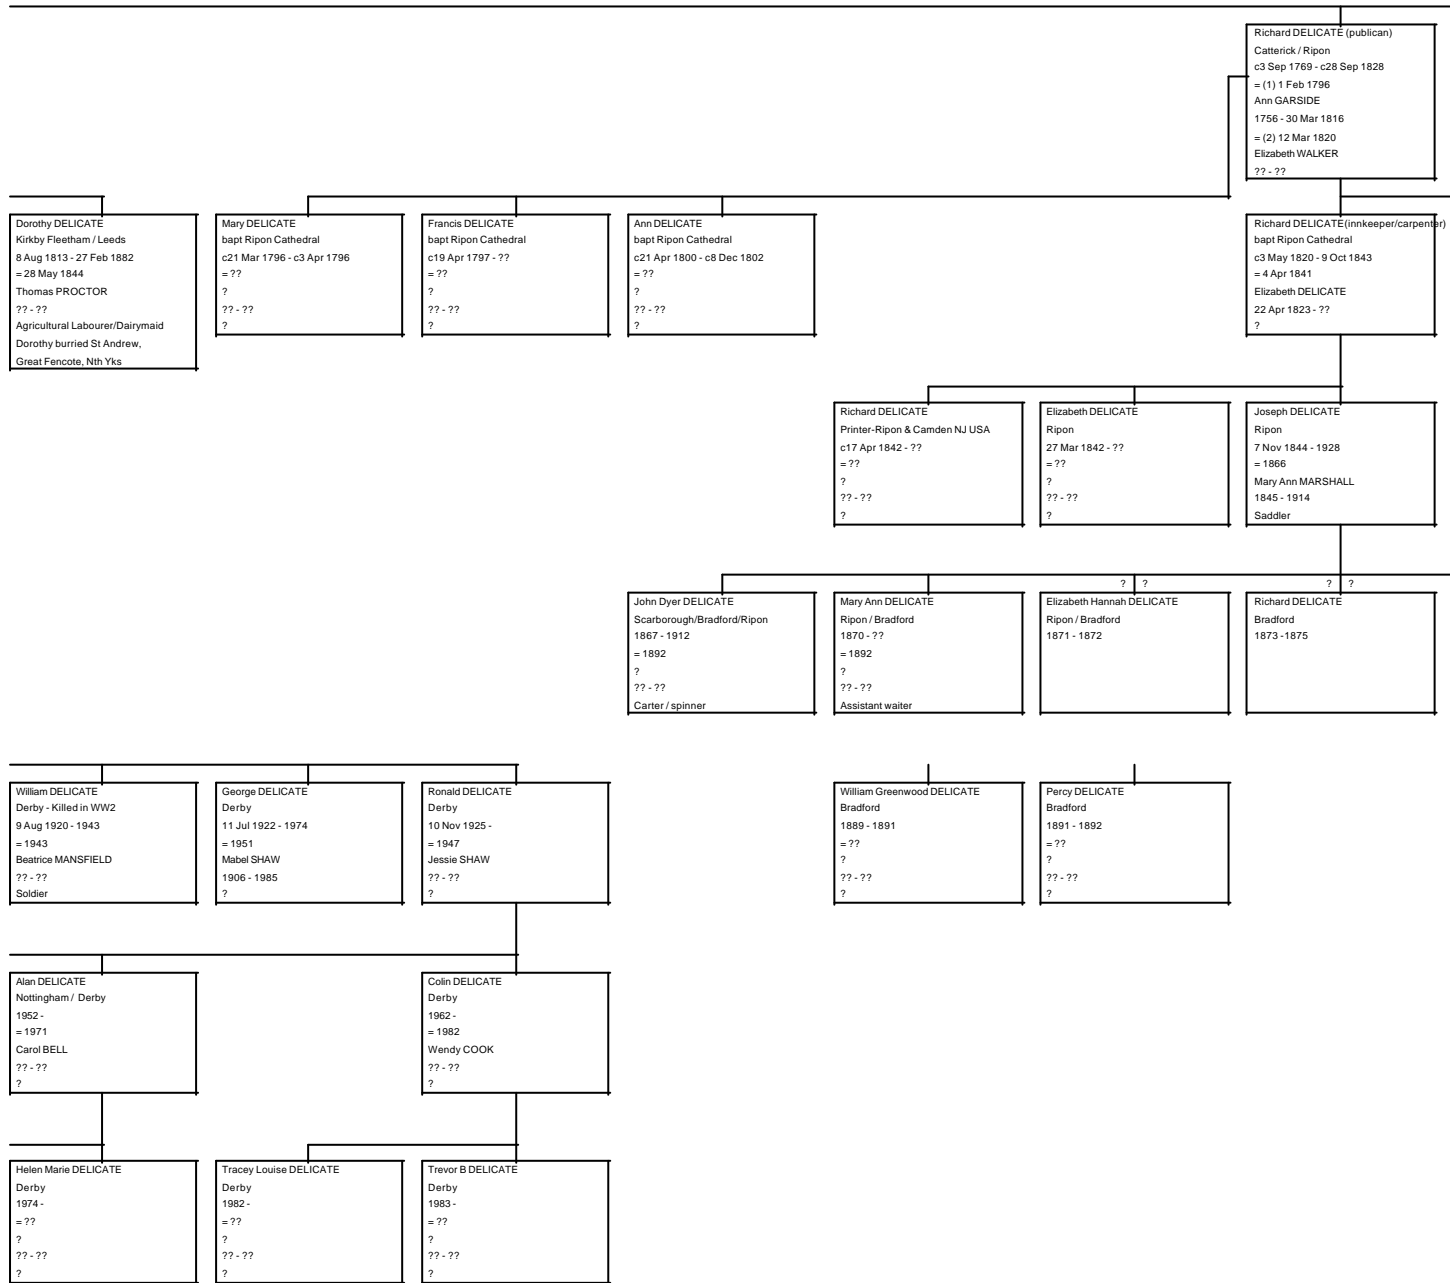 Richard DELICATE (publican)
Catterick / Ripon
c3 Sep 1769 - c28 Sep 1828
= (1) 1 Feb 1796
Ann GARSIDE
1756 - 30 Mar 1816
= (2) 12 Mar 1820
Elizabeth WALKER
?? - ??
Dorothy DELICATE
Kirkby Fleetham / Leeds
8 Aug 1813 - 27 Feb 1882
= 28 May 1844
Thomas PROCTOR
?? - ??
Agricultural Labourer/Dairymaid
Dorothy burried St Andrew,
Great Fencote, Nth Yks
Mary DELICATE
bapt Ripon Cathedral
c21 Mar 1796 - c3 Apr 1796
= ??
?
?? - ??
?
Francis DELICATE
bapt Ripon Cathedral
c19 Apr 1797 - ??
= ??
?
?? - ??
?
Ann DELICATE
bapt Ripon Cathedral
c21 Apr 1800 - c8 Dec 1802
= ??
?
?? - ??
?
Richard DELICATE(innkeeper/carpenter)
bapt Ripon Cathedral
c3 May 1820 - 9 Oct 1843
= 4 Apr 1841
Elizabeth DELICATE
22 Apr 1823 - ??
?
Richard DELICATE
Printer-Ripon & Camden NJ USA
c17 Apr 1842 - ??
= ??
?
?? - ??
?
Elizabeth DELICATE
Ripon
27 Mar 1842 - ??
= ??
?
?? - ??
?
Joseph DELICATE
Ripon
7 Nov 1844 - 1928
= 1866
Mary Ann MARSHALL
1845 - 1914
Saddler
? ?
? ?
John Dyer DELICATE
Scarborough/Bradford/Ripon
1867 - 1912
= 1892
?
?? - ??
Carter / spinner
Mary Ann DELICATE
Ripon / Bradford
1870 - ??
= 1892
?
?? - ??
Assistant waiter
Elizabeth Hannah DELICATE
Ripon / Bradford
1871 - 1872
Richard DELICATE
Bradford
1873 -1875
William DELICATE
Derby - Killed in WW2
9 Aug 1920 - 1943
= 1943
Beatrice MANSFIELD
?? - ??
Soldier
George DELICATE
Derby
11 Jul 1922 - 1974
= 1951
Mabel SHAW
1906 - 1985
?
Ronald DELICATE
Derby
10 Nov 1925 -
= 1947
Jessie SHAW
?? - ??
?
William Greenwood DELICATE
Bradford
1889 - 1891
= ??
?
?? - ??
?
Percy DELICATE
Bradford
1891 - 1892
= ??
?
?? - ??
?
Alan DELICATE
Nottingham / Derby
1952 -
= 1971
Carol BELL
?? - ??
?
Colin DELICATE
Derby
1962 -
= 1982
Wendy COOK
?? - ??
?
Helen Marie DELICATE
Derby
1974 -
= ??
?
?? - ??
?
Tracey Louise DELICATE
Derby
1982 -
= ??
?
?? - ??
?
Trevor B DELICATE
Derby
1983 -
= ??
?
?? - ??
?